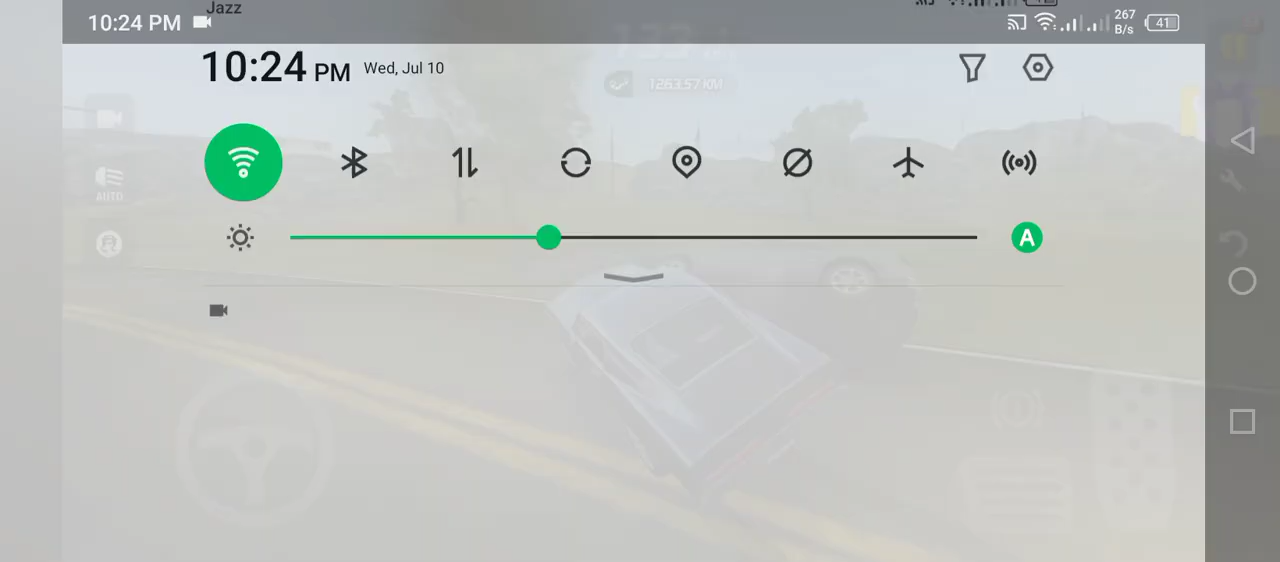 Jazz
10:24 PM
267
B/s
41
10:24 PM Wed, Jul 10
1263.57 KM
AUTO
A